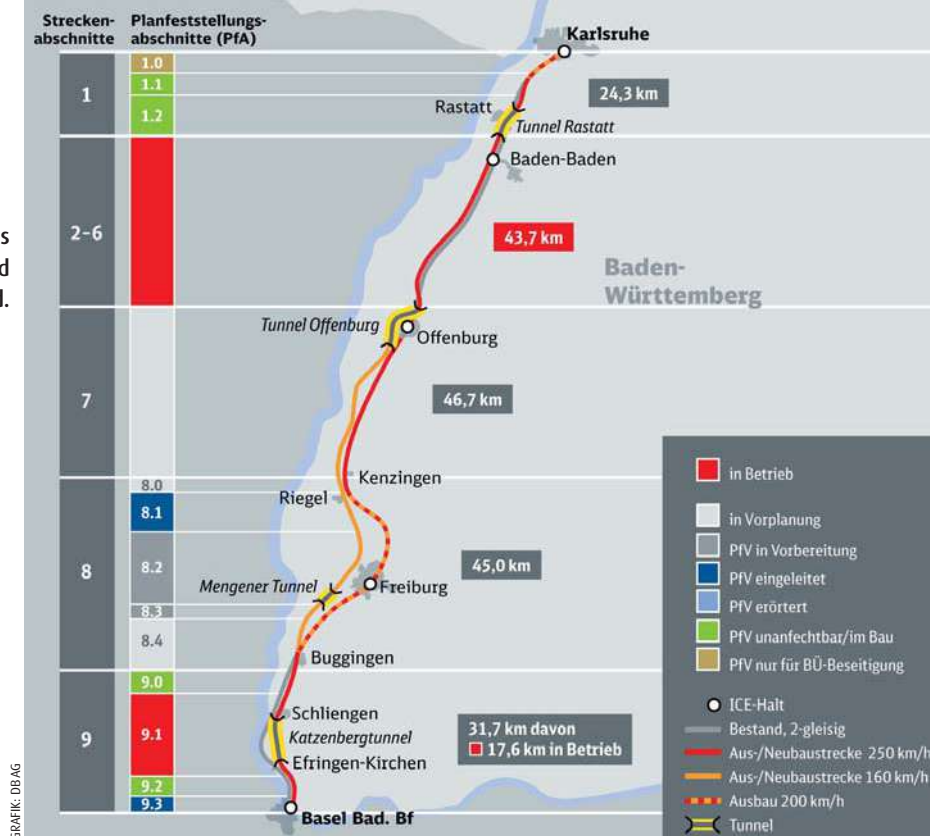 Strecken-
abschnitte
Planfeststellungs-
abschnitte (PfA)
s
d
l.
1
1.0
1.1
1.2
2–6
7
8
8.0
8.1
8.2
8.3
8.4
9
9.0
9.1
9.2
9.3
Karlsruhe
24,3 km
Rastatt
Tunnel Rastatt
Baden-Baden
43,7 km
Baden-
Württemberg
Tunnel Offenburg
Offenburg
46,7 km
Kenzingen
Riegel
45,0 km
Mengener Tunnel
Freiburg
Buggingen
Schliengen
Katzenbergtunnel
Efringen-Kirchen
31,7 km davon
17,6 km in Betrieb
Basel Bad. Bf
in Betrieb
in Vorplanung
PfV in Vorbereitung
PfV eingeleitet
PfV erörtert
PfV unanfechtbar/im Bau
PfV nur für BÜ-Beseitigung
ICE-Halt
Bestand, 2-gleisig
Aus-/Neubaustrecke 250 km/h
Aus-/Neubaustrecke 160 km/h
Ausbau 200 km/h
Tunnel
GRAFIK: DB AG